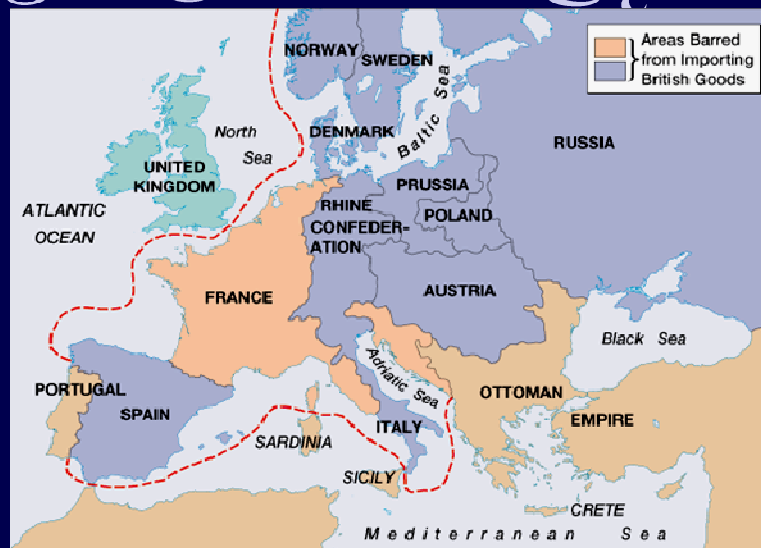 Areas Barred
from Importing
British Goods
NORWAY
SWEDEN
North
Sea
DENMARK
Baltic Sea
RUSSIA
UNITED
KINGDOM
PRUSSIA
RHINE
CONFEDER-
ATION
POLAND
ATLANTIC
OCEAN
FRANCE
AUSTRIA
Black Sea
Adriatic Sea
PORTUGAL
SPAIN
OTTOMAN
EMPIRE
ITALY
SARDINIA
SICILY
CRETE
Mediterranean Sea